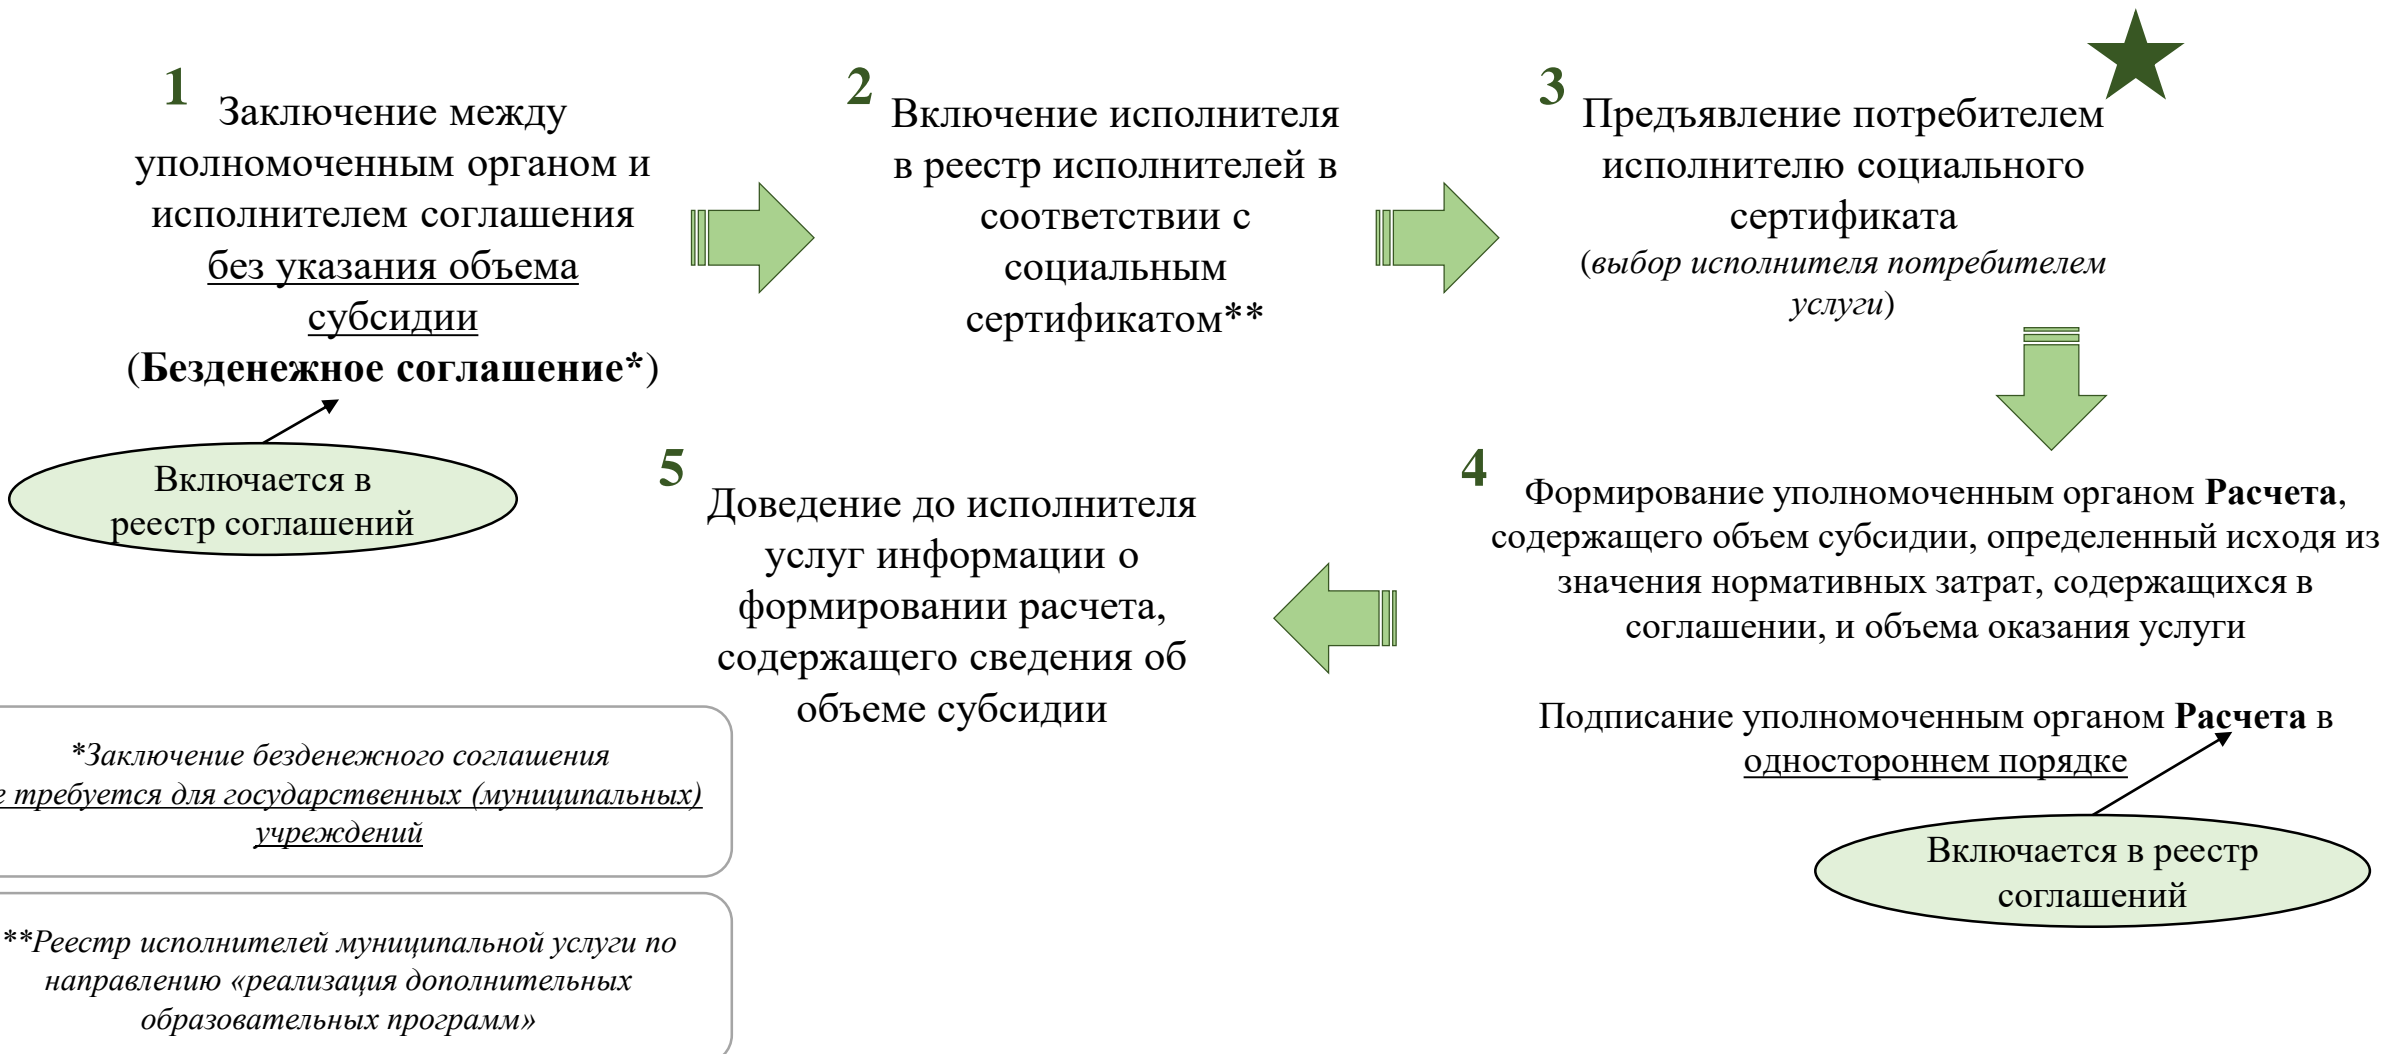 1
Заключение между
уполномоченным органом и
исполнителем соглашения
без указания объема
субсидии
(Безденежное соглашение*)
Включается в
реестр соглашений
2
Включение исполнителя
в реестр исполнителей в
соответствии с
социальным
сертификатом**
3
Предъявление потребителем
исполнителю социального
сертификата
(выбор исполнителя потребителем
услуги)
4
Формирование уполномоченным органом Расчета,
содержащего объем субсидии, определенный исходя из
значения нормативных затрат, содержащихся в
соглашении, и объема оказания услуги
Подписание уполномоченным органом Расчета в
одностороннем порядке
Включается в реестр
соглашений
5
Доведение до исполнителя
услуг информации о
формировании расчета,
содержащего сведения об
объеме субсидии
*Заключение безденежного соглашения
е требуется для государственных (муниципальных)
учреждений
**Реестр исполнителей муниципальной услуги по
направлению «реализация дополнительных
образовательных программ»